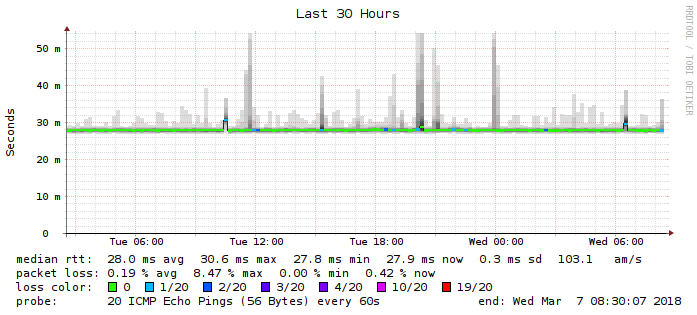 Last 30 Hours
RRDTOOL / TOBI OETIKER
Seconds
50 m
40 m
30 m
20 m
10 m
0
Tue 06:00 Tue 12:00 Tue 18:00 Wed 00:00 Wed 06:00
median rtt: 28.0 ms avg 30.6 ms max 27.8 ms min 27.9 ms now 0.3 ms sd 103.1 am/s
packet loss: 0.19 % avg 8.47 % max 0.00 % min 0.42 % now
loss color: 0 1/20 2/20 3/20 4/20 10/20 19/20
probe: 20 ICMP Echo Pings (56 Bytes) every 60s end: Wed Mar 7 08:30:07 2018